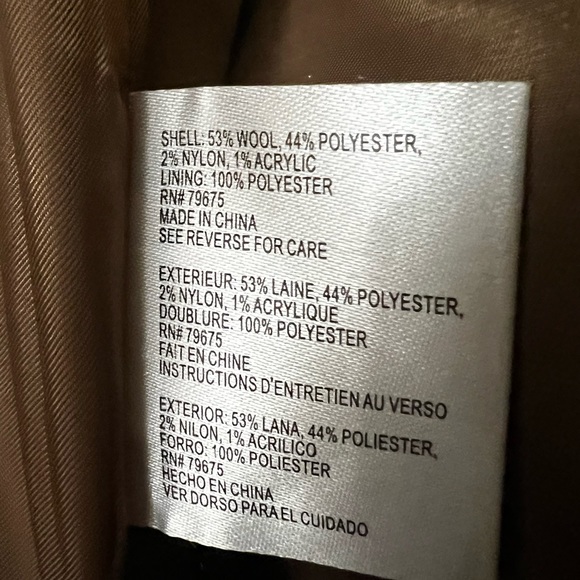 SHELL: 53% WOOL, 44% POLYESTER,
2% NYLON, 1% ACRYLIC
LINING: 100% POLYESTER
RN# 79675
MADE IN CHINA
SEE REVERSE FOR CARE
EXTERIEUR: 53% LAINE, 44% POLYESTER,
2% NYLON, 1% ACRYLIQUE
DOUBLURE: 100% POLYESTER
RN# 79675
FAIT EN CHINE
INSTRUCTIONS D'ENTRETIEN AU VERSO
EXTERIOR: 53% LANA, 44% POLIESTER,
2% NILON, 1% ACRILICO
FORRO: 100% POLIESTER
RN# 79675
HECHO EN CHINA
VER DORSO PARA EL CUIDADO